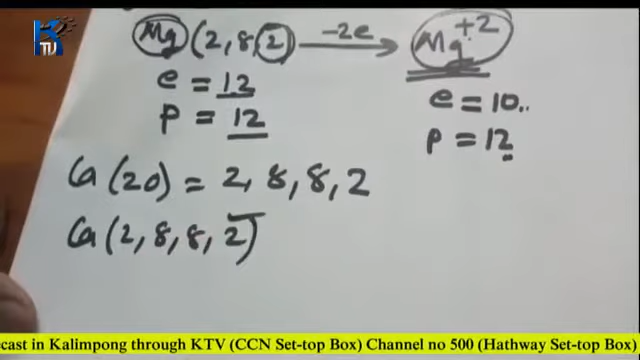 KTV
Mg (2, 8, 2) -2e → Mg+2
e = 12
p = 12
e = 10..
p = 12
Ca (20) = 2, 8, 8, 2
Ca (2, 8, 8, 2)
cast in Kalimpong through KTV (CCN Set-top Box) Channel no 500 (Hathway Set-top Box)